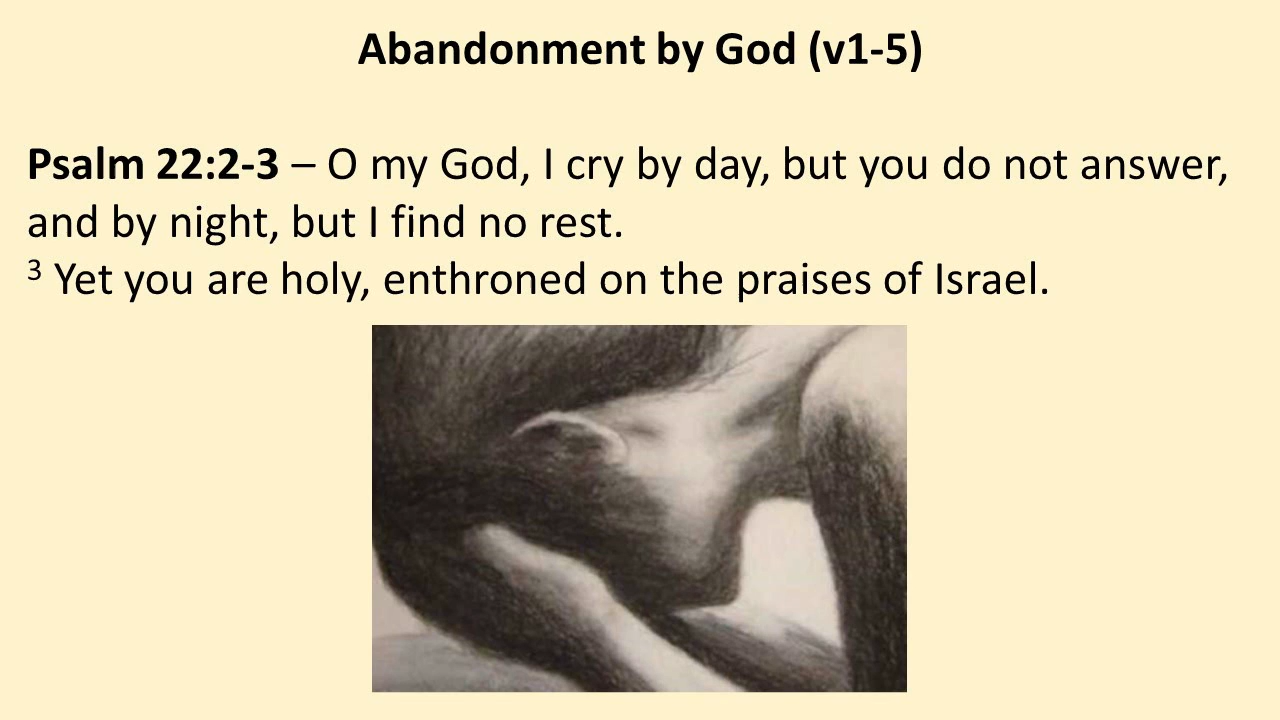 Abandonment by God (v1-5)
Psalm 22:2-3 – O my God, I cry by day, but you do not answer,
and by night, but I find no rest.
³ Yet you are holy, enthroned on the praises of Israel.